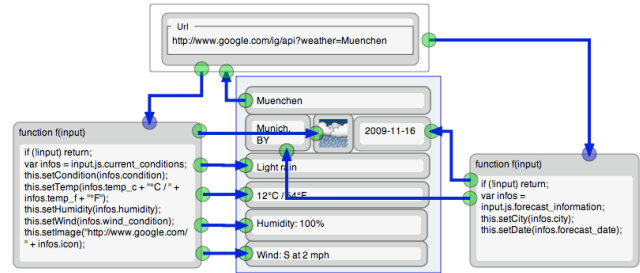 Url
http://www.google.com/ig/api?weather=Muenchen
Muenchen
Munich,
BY
2009-11-16
Light rain
12°C / 54°F
Humidity: 100%
Wind: S at 2 mph
function f(input)
if (!input) return;
var infos = input.js.current_conditions;
this.setCondition(infos.condition);
this.setTemp(infos.temp_c + "°C / " +
infos.temp_f + "°F");
this.setHumidity(infos.humidity);
this.setWind(infos.wind_condition);
this.setImage("http://www.google.com/
" + infos.icon);
function f(input)
if (!input) return;
var infos =
input.js.forecast_information;
this.setCity(infos.city);
this.setDate(infos.forecast_date);